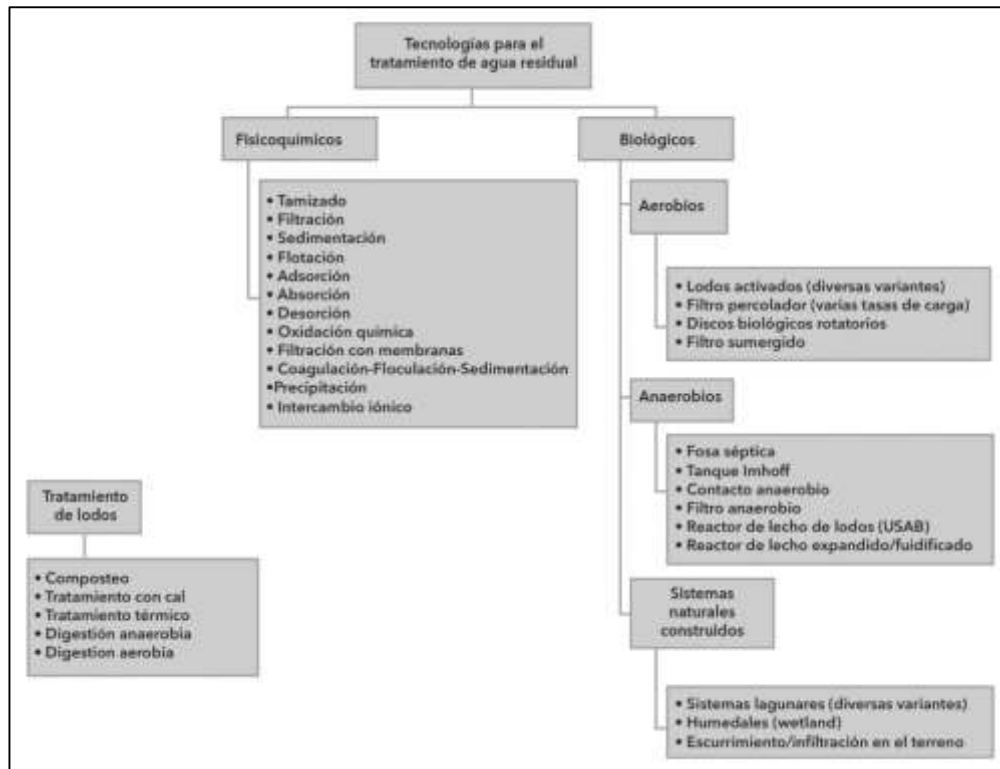 Tecnologías para el
tratamiento de agua residual
Fisicoquímicos
• Tamizado
• Filtración
• Sedimentación
• Flotación
• Adsorción
• Absorción
• Desorción
• Oxidación química
• Filtración con membranas
• Coagulación-Floculación-Sedimentación
•Precipitación
• Intercambio iónico
Biológicos
Aerobios
• Lodos activados (diversas variantes)
• Filtro percolador (varias tasas de carga)
• Discos biológicos rotatorios
• Filtro sumergido
Anaerobios
• Fosa séptica
• Tanque Imhoff
• Contacto anaerobio
• Filtro anaerobio
• Reactor de lecho de lodos (USAB)
• Reactor de lecho expandido/fuidificado
Sistemas
naturales
construidos
• Sistemas lagunares (diversas variantes)
• Humedales (wetland)
• Escurrimiento/infiltración en el terreno
Tratamiento
de lodos
• Composteo
• Tratamiento con cal
• Tratamiento térmico
• Digestión anaerobia
• Digestion aerobia